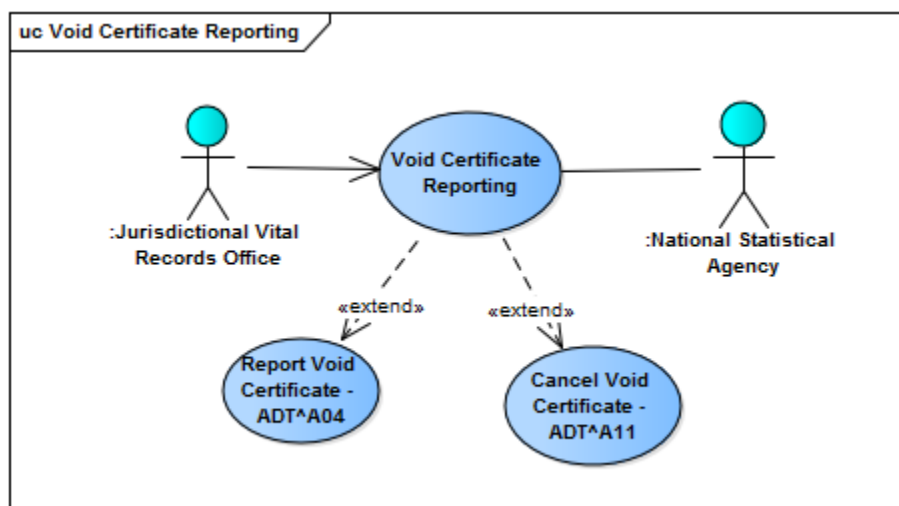 uc Void Certificate Reporting
Void Certificate
Reporting
:Jurisdictional Vital
Records Office
:National Statistical
Agency
«extend»
«extend»
Report Void
Certificate -
ADT^A04
Cancel Void
Certificate -
ADT^A11